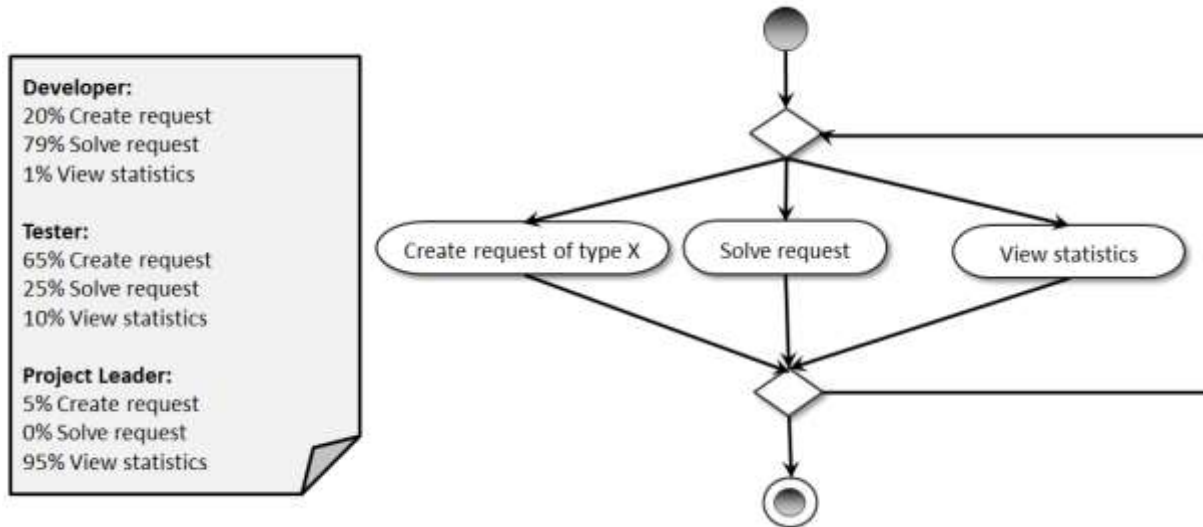 Developer:
20% Create request
79% Solve request
1% View statistics
Tester:
65% Create request
25% Solve request
10% View statistics
Project Leader:
5% Create request
0% Solve request
95% View statistics
Create request of type X
Solve request
View statistics